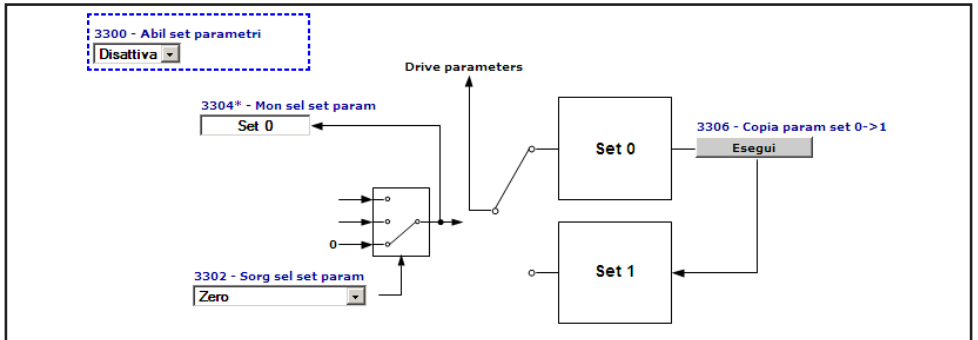 3300 - Abil set parametri
Disattiva
Drive parameters
3304* - Mon sel set param
Set 0
3306 - Copia param set 0->1
Set 0
Esegui
0
Set 1
3302 - Sorg sel set param
Zero